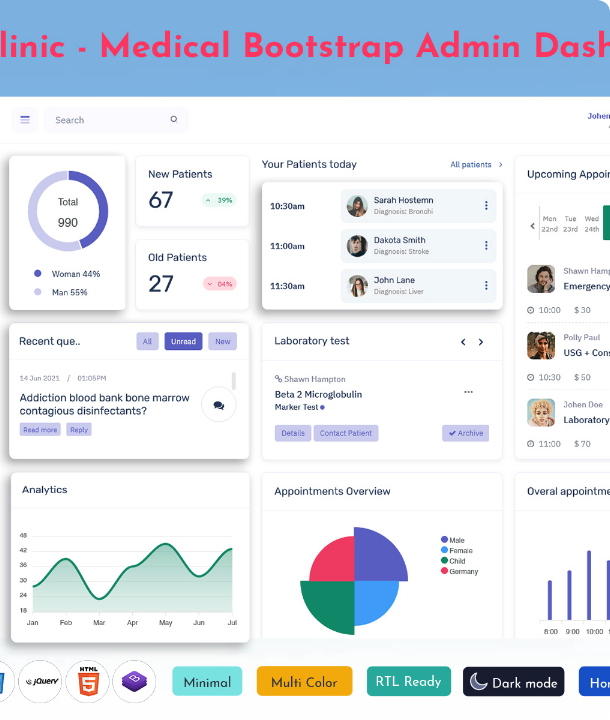 linic - Medical Bootstrap Admin Dash
Search
Johen
Total
990
Woman 44%
Man 55%
New Patients
67
39%
Old Patients
27
04%
Your Patients today
All patients
10:30am
Sarah Hostemn
Diagnosis: Bronchi
11:00am
Dakota Smith
Diagnosis: Stroke
11:30am
John Lane
Diagnosis: Liver
Upcoming Appoin
Mon Tue Wed
22nd 23rd 24th
Shawn Hamp
Emergency
10:00 $ 30
Polly Paul
USG + Cons
10:30 $ 50
Johen Doe
Laboratory
11:00 $ 70
Recent que..
All Unread New
14 Jun 2021 / 01:05PM
Addiction blood bank bone marrow
contagious disinfectants?
Read more Reply
Laboratory test
Shawn Hampton
Beta 2 Microglobulin
Marker Test
Details Contact Patient Archive
Analytics
48
42
36
30
24
18
Jan Feb Mar Apr May Jun Jul
Appointments Overview
Male
Female
Child
Germany
Overal appointme
8:00 9:00 10:00
jQuery
HTML
5
Minimal
Multi Color
RTL Ready
Dark mode
Hor